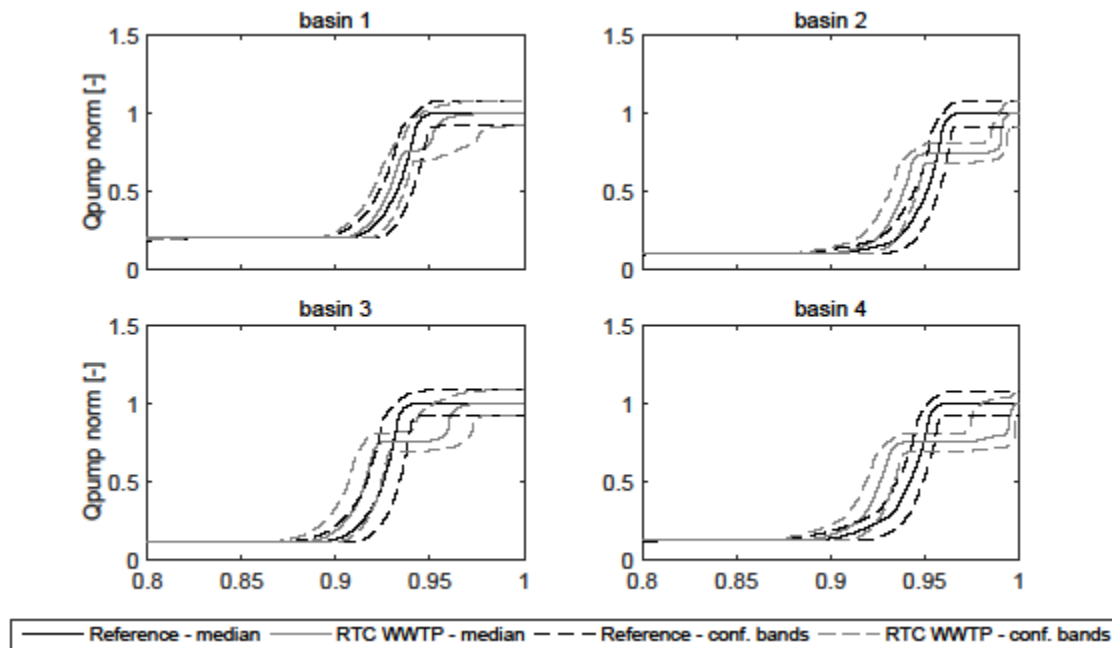 basin 1
basin 2
1.5
1
0.5
0
Qpump norm [-]
1.5
1
0.5
0
basin 3
basin 4
1.5
1
0.5
0
Qpump norm [-]
0.8 0.85 0.9 0.95 1
1.5
1
0.5
0
0.8 0.85 0.9 0.95 1
Reference - median RTC WWTP - median Reference - conf. bands RTC WWTP - conf. bands